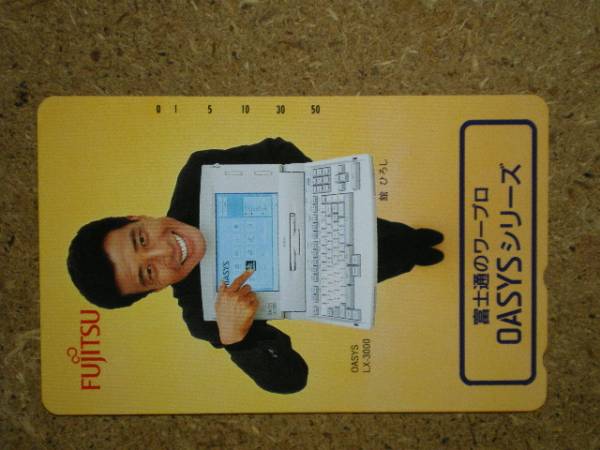 FUJITSU
富士通のワープロ
OASYSシリーズ
舘 ひろし
OASYS
LX-3000
OASYS
0 1 5 10 30 50